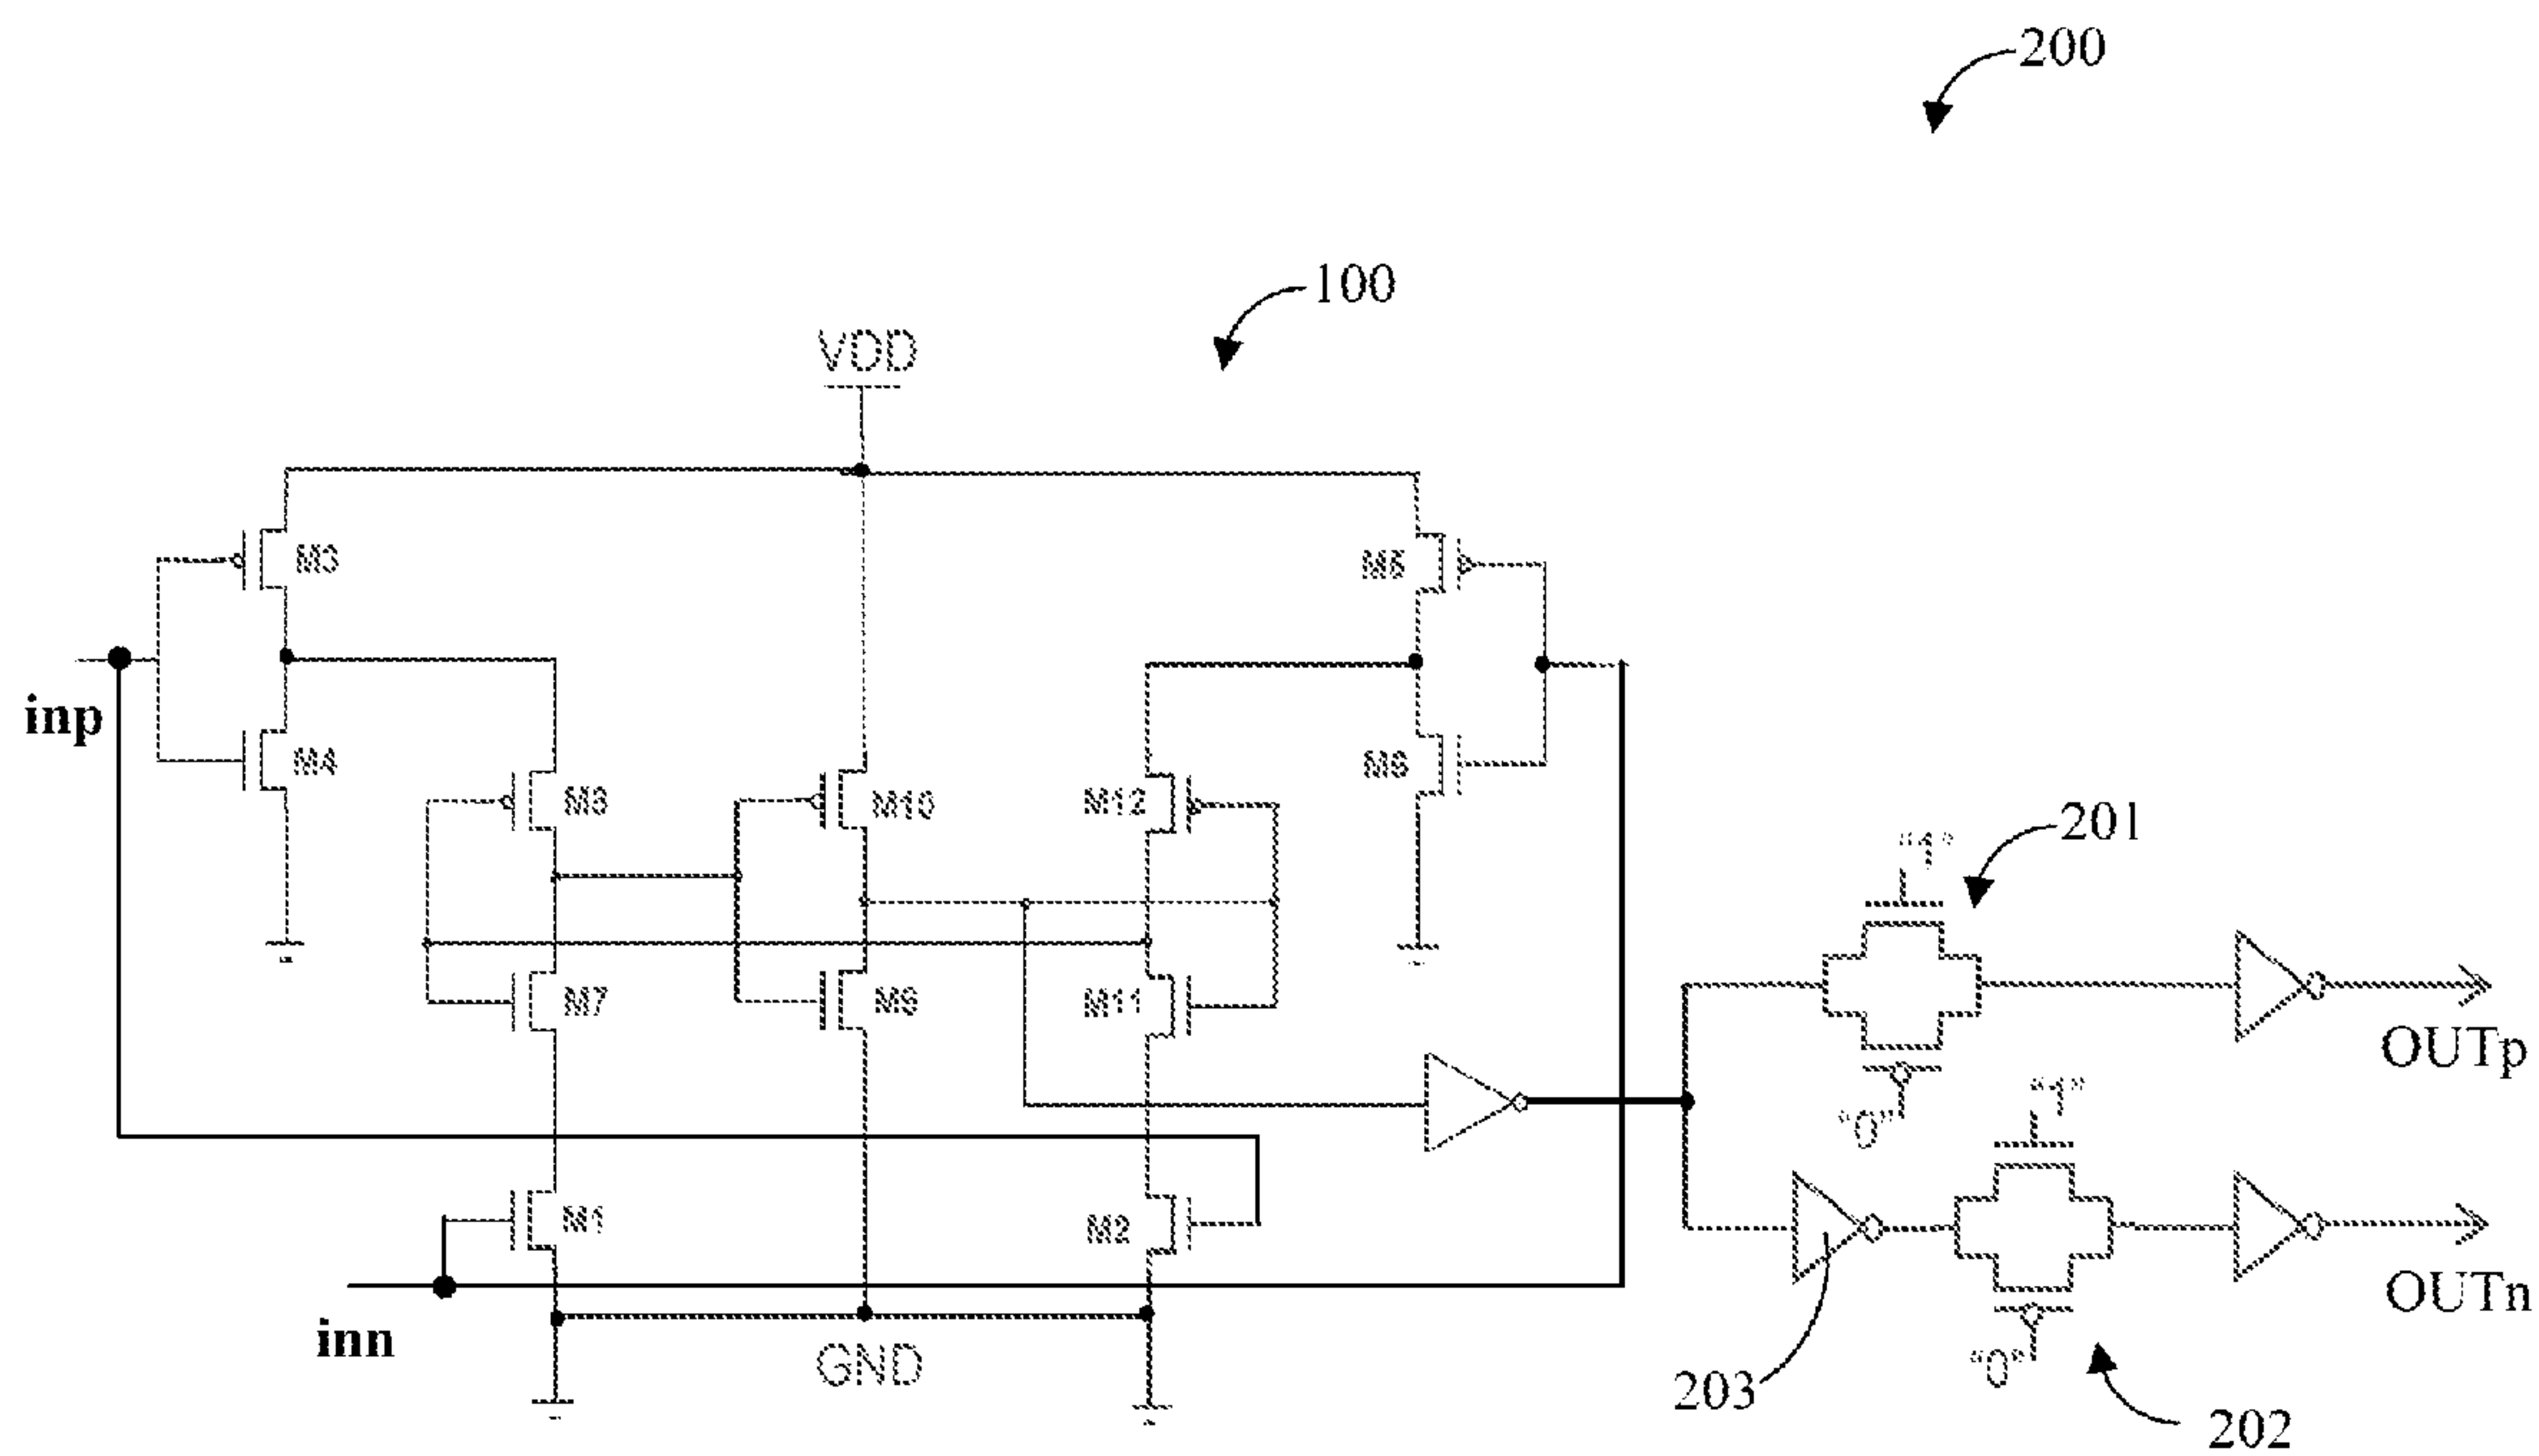 200
100
VDD
M3
M5
inp
M4
M6
M8
M10
M12
"1"
201
M7
M9
M11
OUTp
"0"
"1"
M1
M2
inn
GND
203
"0"
OUTn
202